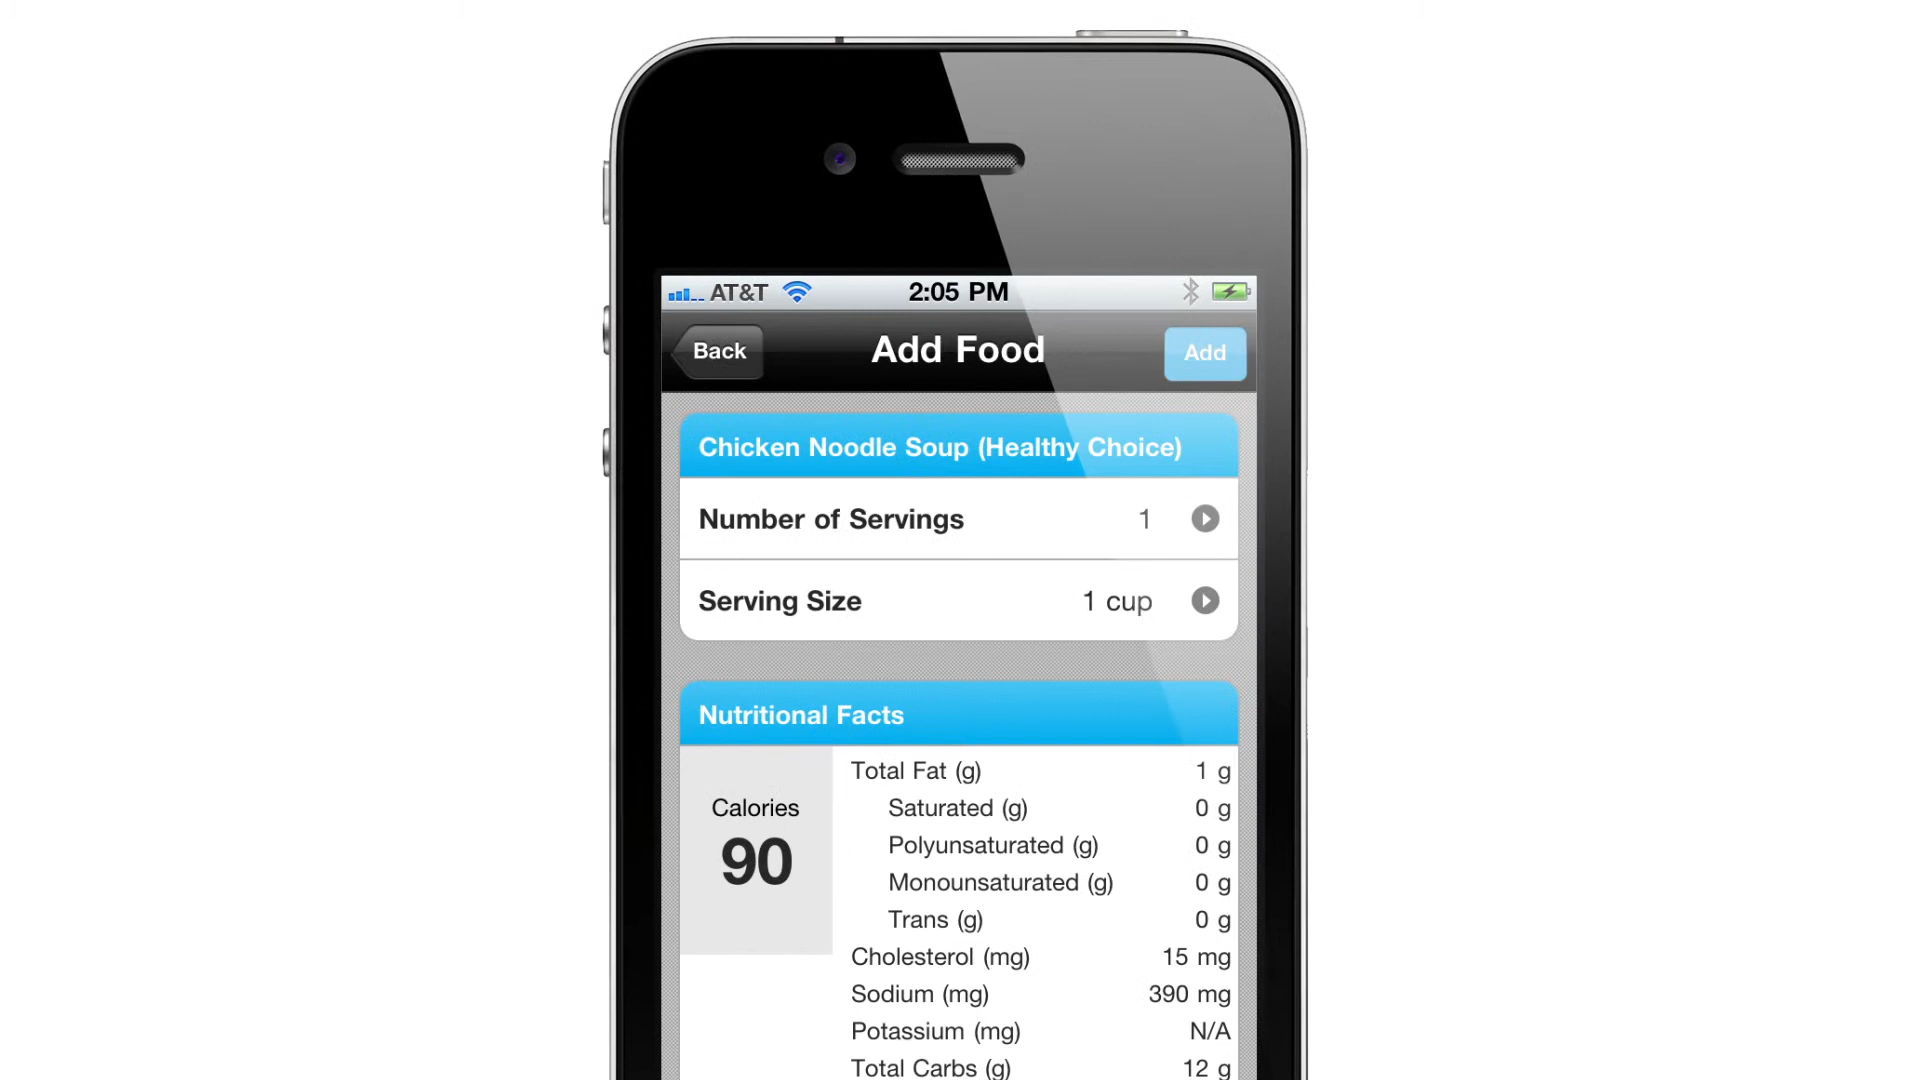 AT&T 2:05 PM
Back Add Food Add
Chicken Noodle Soup (Healthy Choice)
Number of Servings 1
Serving Size 1 cup
Nutritional Facts
Calories
90
Total Fat (g) 1 g
Saturated (g) 0 g
Polyunsaturated (g) 0 g
Monounsaturated (g) 0 g
Trans (g) 0 g
Cholesterol (mg) 15 mg
Sodium (mg) 390 mg
Potassium (mg) N/A
Total Carbs (g) 12 g